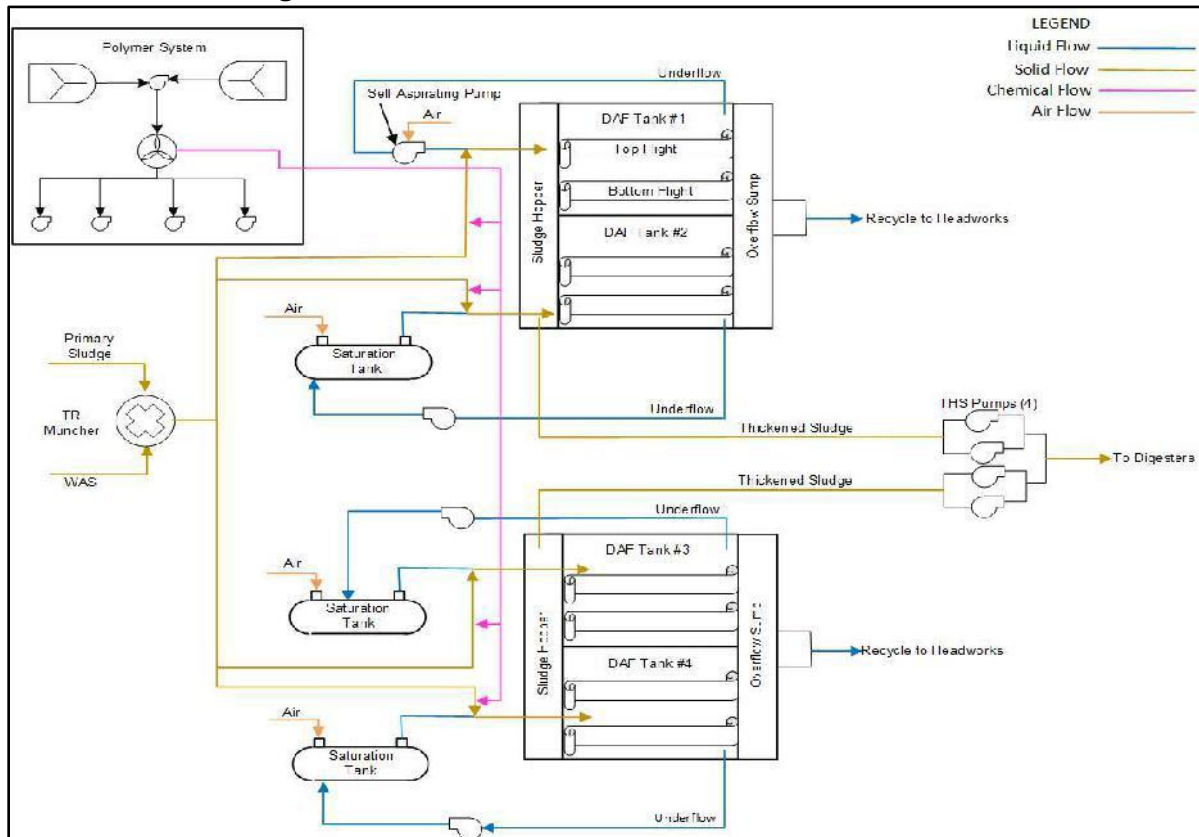 LEGEND
Liquid Flow
Solid Flow
Chemical Flow
Air Flow
Polymer System
Self Aspirating Pump
Air
Underflow
DAF Tank #1
Top Flight
Bottom Flight
Sludge Hopper
Overflow Sump
DAF Tank #2
Recycle to Headworks
Air
Saturation
Tank
Underflow
Primary
Sludge
TR
Muncher
WAS
Thickened Sludge
THS Pumps (4)
To Digesters
Thickened Sludge
Underflow
Air
Saturation
Tank
DAF Tank #3
Sludge Hopper
Overflow Sump
DAF Tank #4
Recycle to Headworks
Air
Saturation
Tank
Underflow